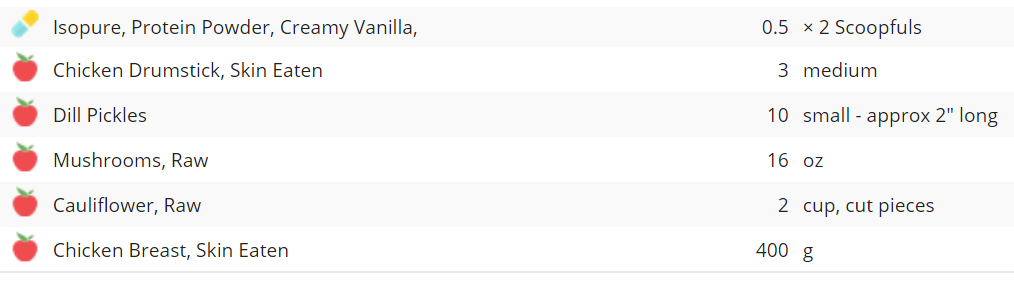 Isopure, Protein Powder, Creamy Vanilla, 0.5 × 2 Scoopfuls
Chicken Drumstick, Skin Eaten 3 medium
Dill Pickles 10 small - approx 2" long
Mushrooms, Raw 16 oz
Cauliflower, Raw 2 cup, cut pieces
Chicken Breast, Skin Eaten 400 g